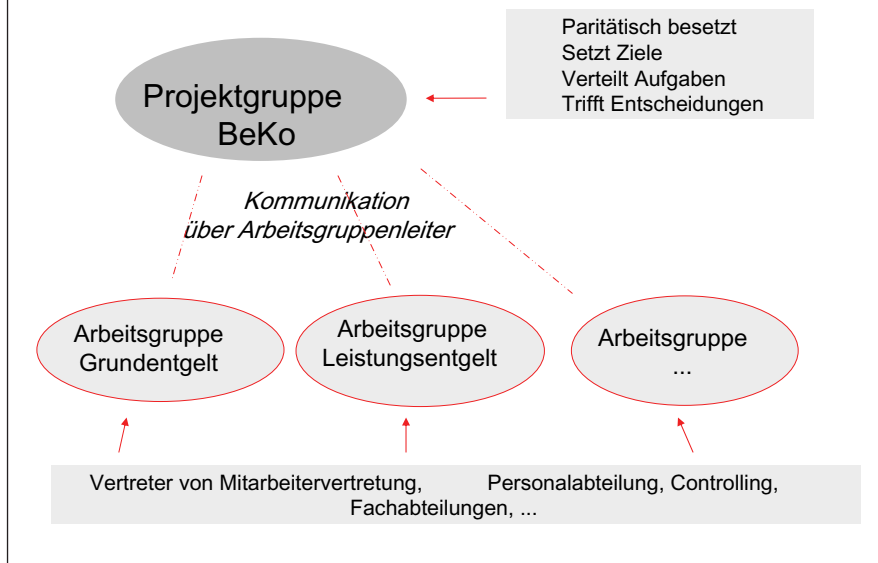 Paritätisch besetzt
Setzt Ziele
Verteilt Aufgaben
Trifft Entscheidungen
Projektgruppe
BeKo
Kommunikation
über Arbeitsgruppenleiter
Arbeitsgruppe
Grundentgelt
Arbeitsgruppe
Leistungsentgelt
Arbeitsgruppe
...
Vertreter von Mitarbeitervertretung, Personalabteilung, Controlling,
Fachabteilungen, ...